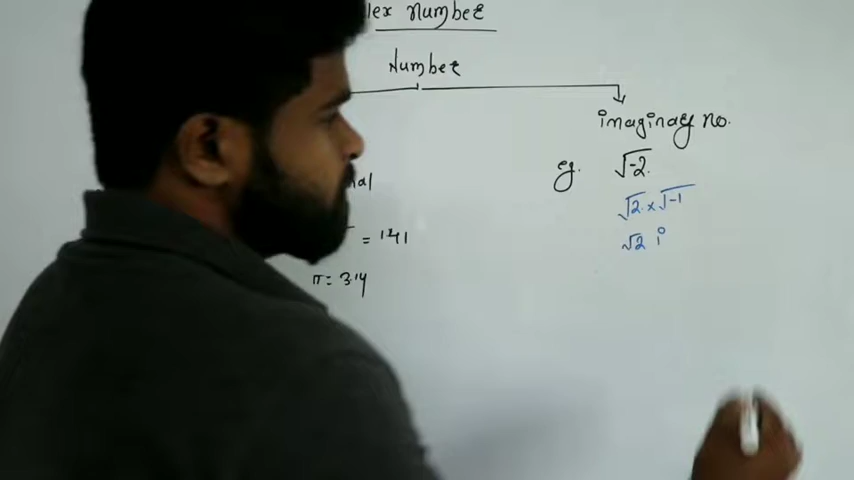 lex Number
Number
imaginary no.
eg. √-2.
√2 × √-1
√2 i
nal
= 1.41
π = 3.14